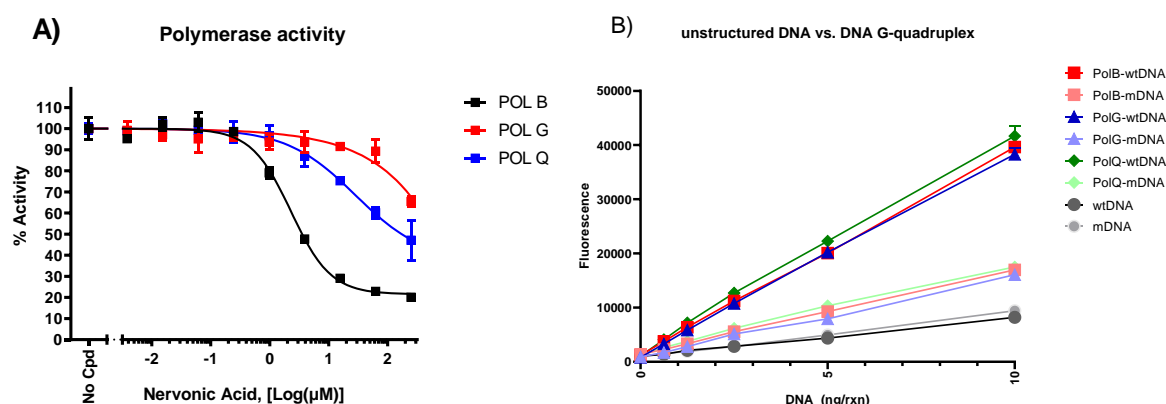 A)
Polymerase activity
% Activity
110
100
90
80
70
60
50
40
30
20
10
0
No Cpd
-2
-1
0
1
2
Nervonic Acid, [Log(µM)]
POL B
POL G
POL Q
B)
unstructured DNA vs. DNA G-quadruplex
Fluorescence
50000
40000
30000
20000
10000
0
0
5
10
DNA (ng/rxn)
PolB-wtDNA
PolB-mDNA
PolG-wtDNA
PolG-mDNA
PolQ-wtDNA
PolQ-mDNA
wtDNA
mDNA